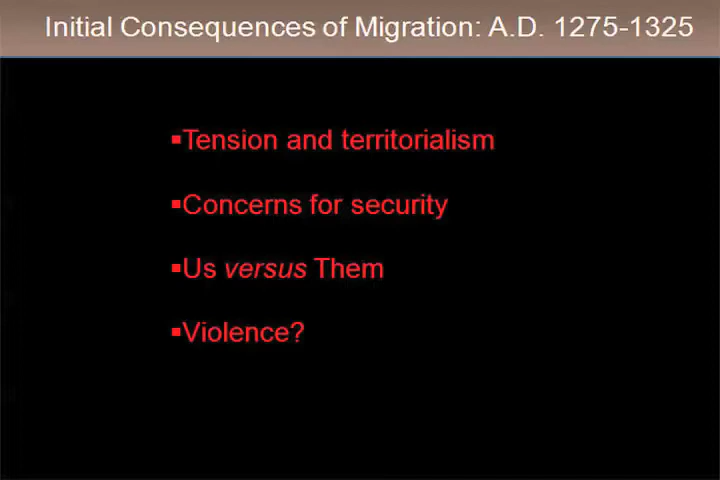 Initial Consequences of Migration: A.D. 1275-1325
▪Tension and territorialism
▪Concerns for security
▪Us versus Them
▪Violence?